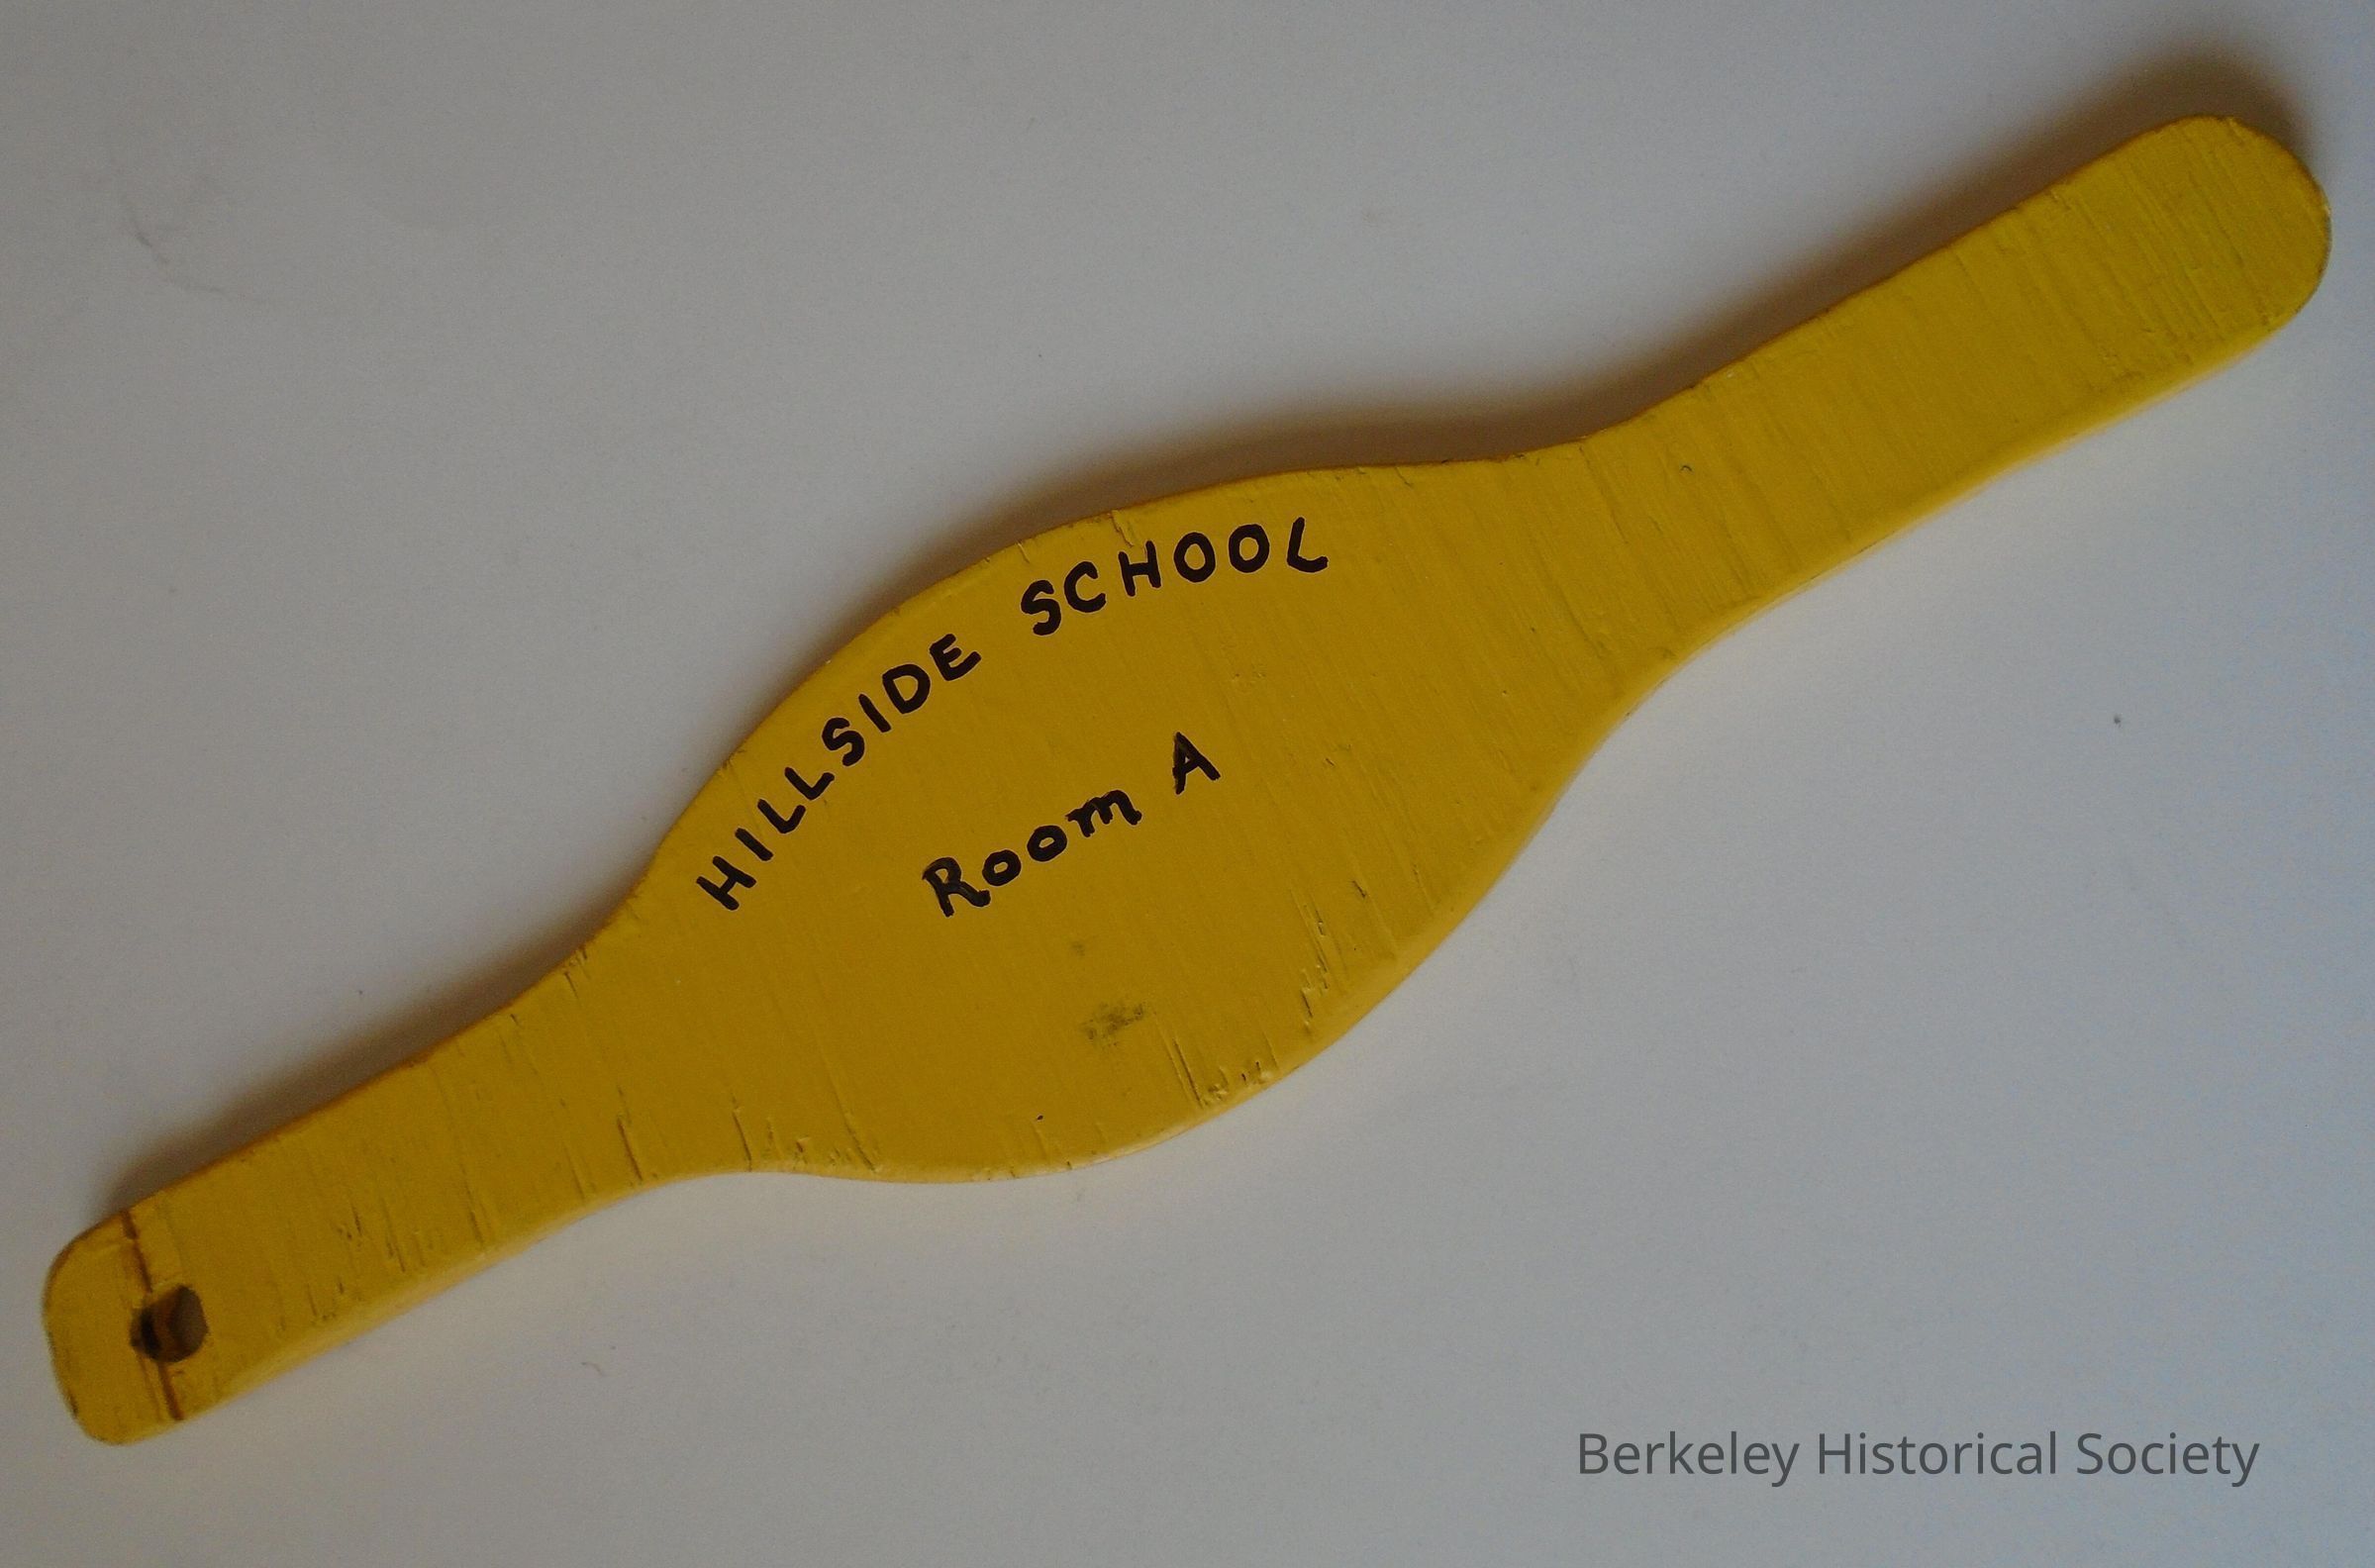 HILLSIDE SCHOOL
Room A
Berkeley Historical Society